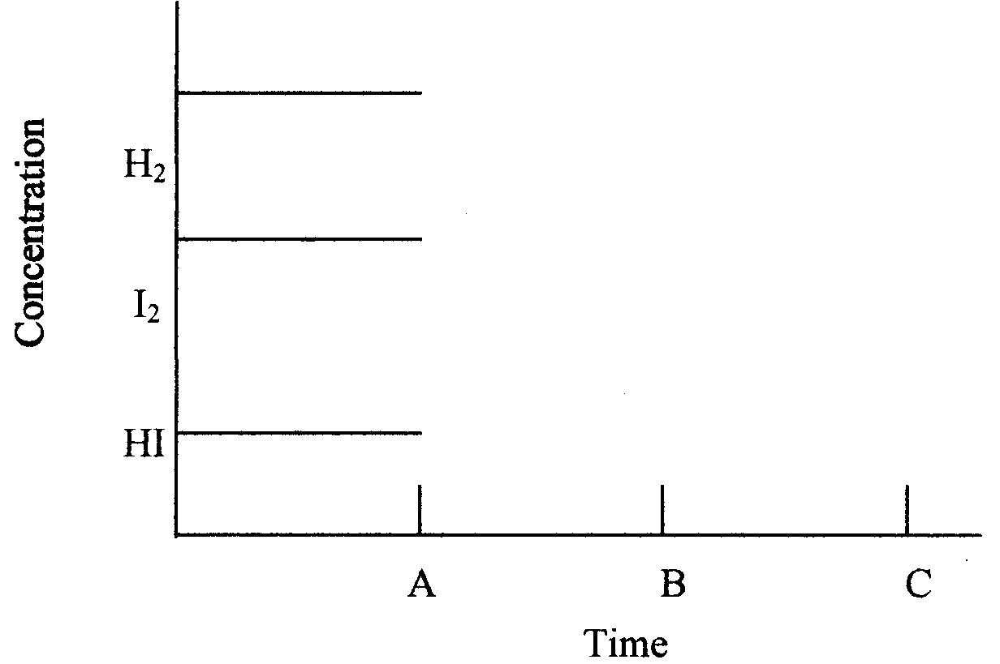 Concentration
H₂
I₂
HI
A B C
Time